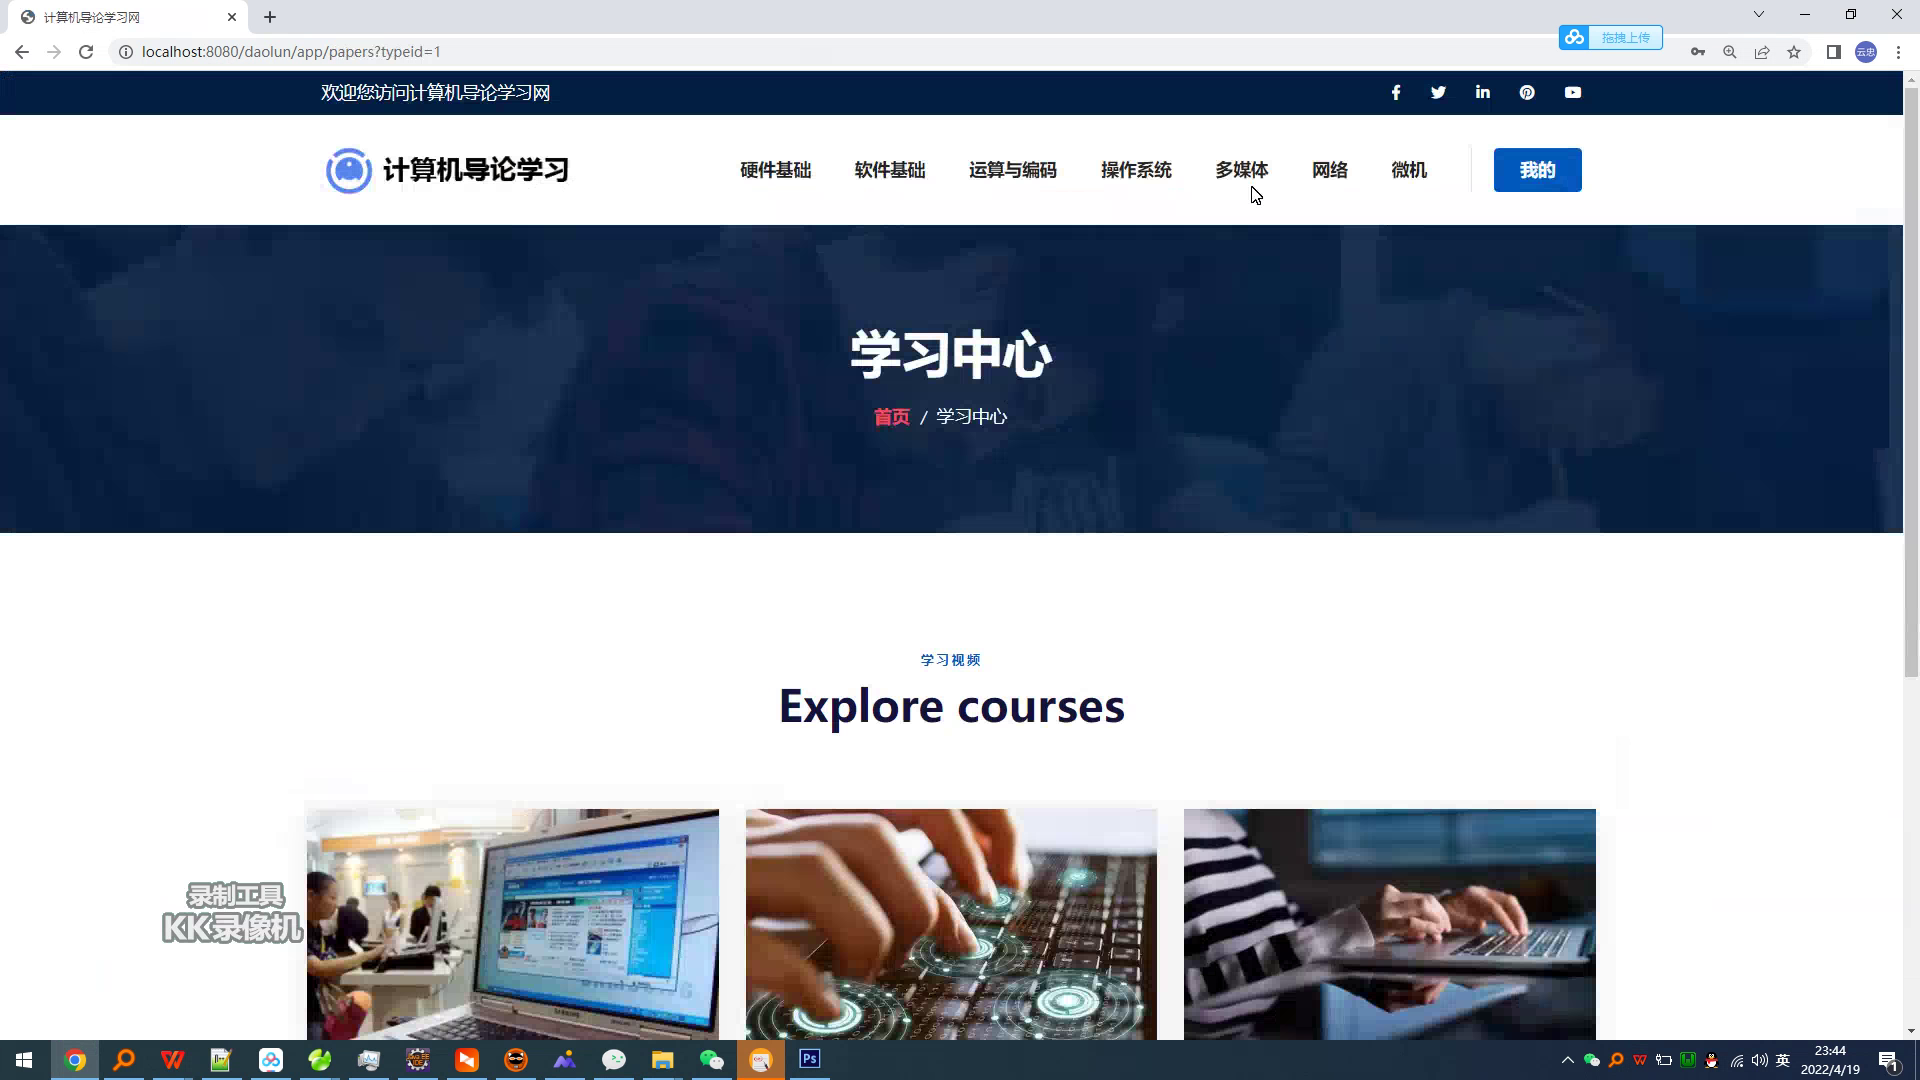 计算机导论学习网
localhost:8080/daolun/app/papers?typeid=1
拖拽上传
云忠
欢迎您访问计算机导论学习网
计算机导论学习
硬件基础 软件基础 运算与编码 操作系统 多媒体 网络 微机 我的
学习中心
首页 / 学习中心
学习视频
Explore courses
录制工具
KK录像机
Ps
英
23:44
2022/4/19
1